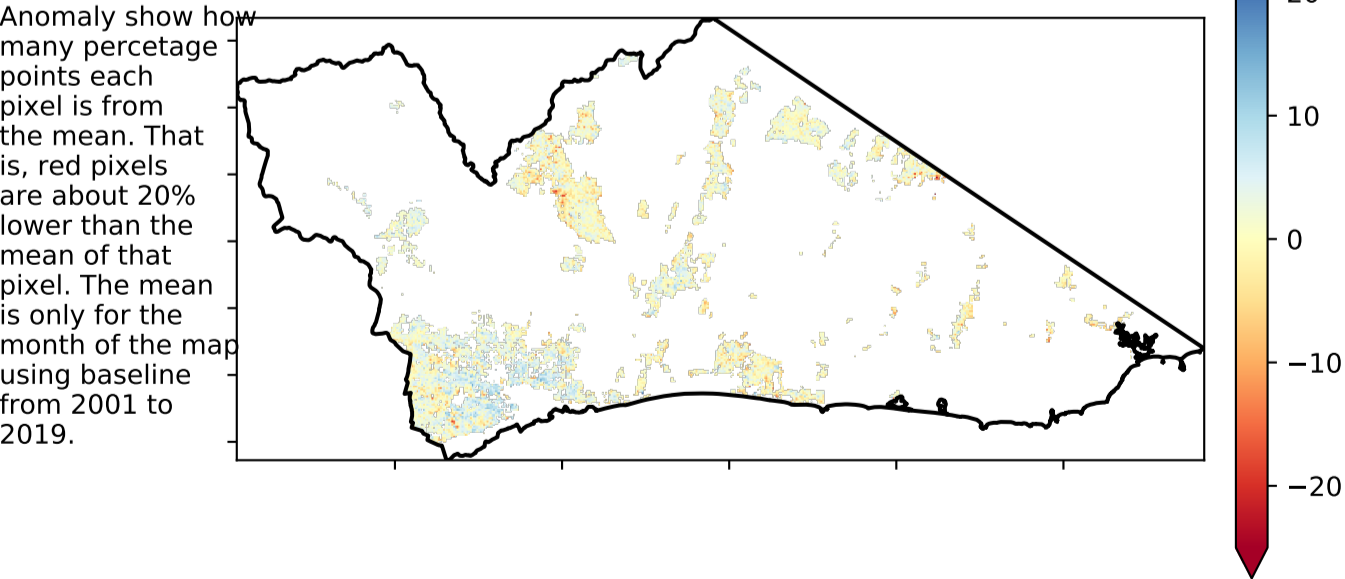 Anomaly show how
many percetage
points each
pixel is from
the mean. That
is, red pixels
are about 20%
lower than the
mean of that
pixel. The mean
is only for the
month of the map
using baseline
from 2001 to
2019.
10
0
−10
−20